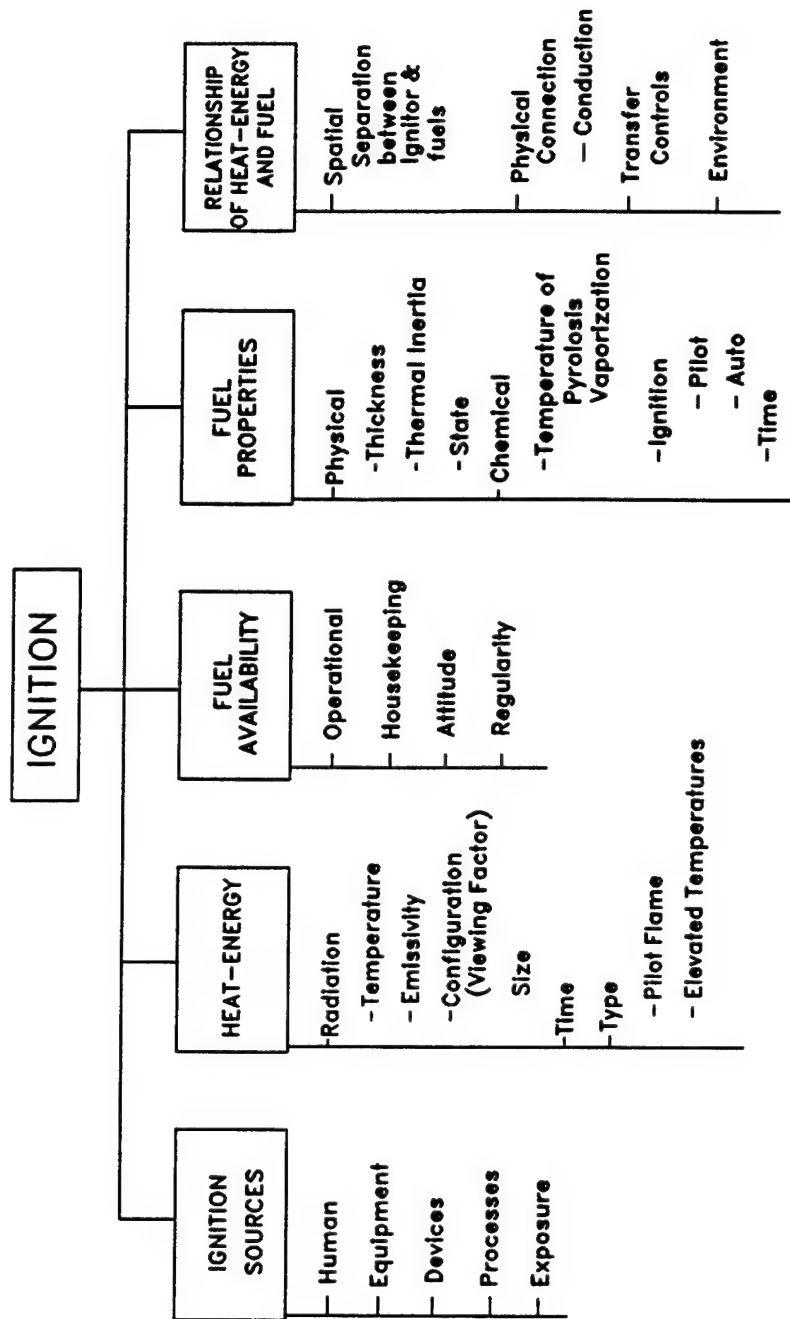 IGNITION
IGNITION
SOURCES
Human
Equipment
Devices
Processes
Exposure
HEAT-ENERGY
Radiation
-Temperature
- Emissivity
-Configuration
(Viewing Factor)
Size
Time
Type
- Pilot Flame
- Elevated Temperatures
FUEL
AVAILABILITY
Operational
Housekeeping
Attitude
Regularity
FUEL
PROPERTIES
-Physical
-Thickness
-Thermal Inertia
-State
Chemical
-Temperature of
Pyrolosis
Vaporization
-Ignition
- Pilot
- Auto
-Time
RELATIONSHIP
OF HEAT-ENERGY
AND FUEL
Spatial
Separation
between
Ignitor &
fuels
Physical
Connection
- Conduction
Transfer
Controls
Environment